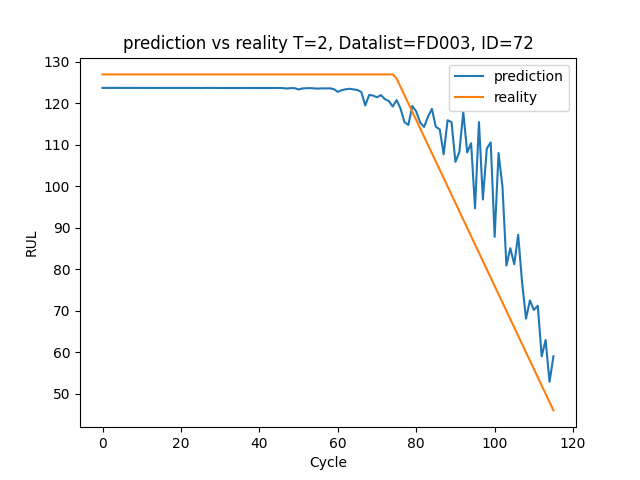 prediction vs reality T=2, Datalist=FD003, ID=72
prediction
reality
RUL
130
120
110
100
90
80
70
60
50
0 20 40 60 80 100 120
Cycle